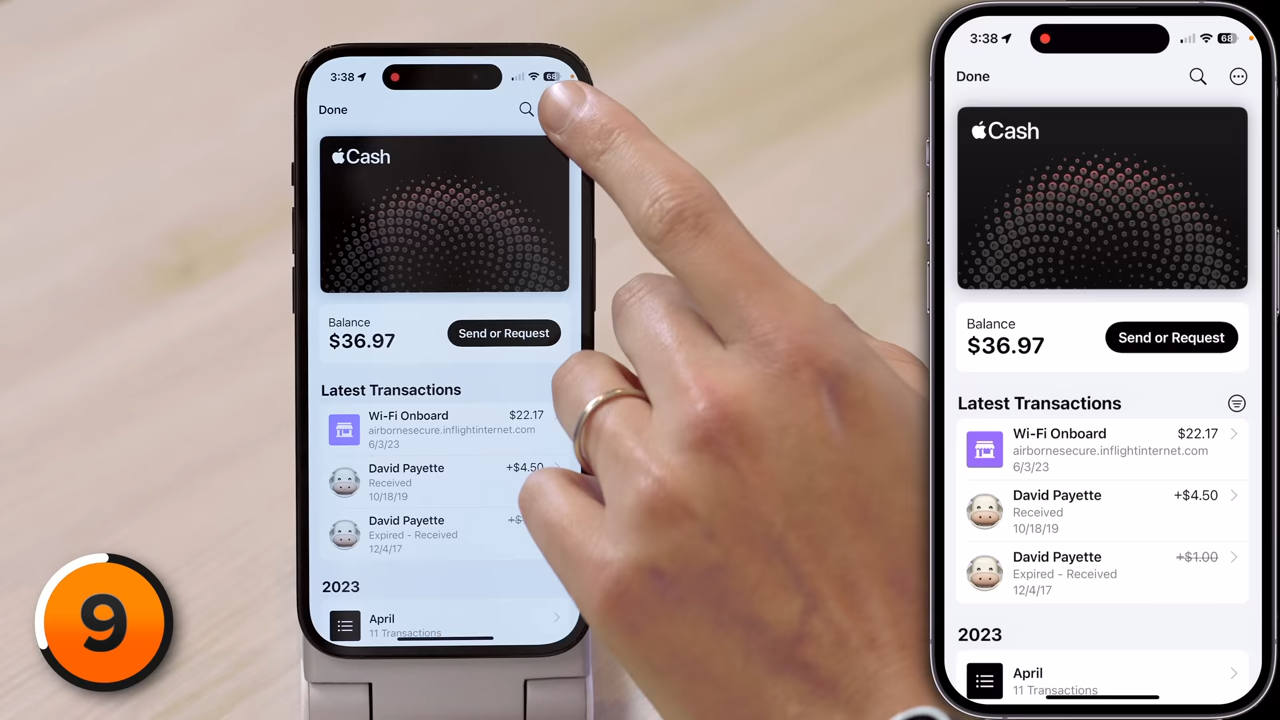 3:38
68
Done
Cash
Balance
$36.97
Send or Request
Latest Transactions
Wi-Fi Onboard
$22.17
airbornesecure.inflightinternet.com
6/3/23
David Payette
+$4.50
Received
10/18/19
David Payette
+$
Expired - Received
12/4/17
2023
April
11 Transactions
9
3:38
68
Done
Cash
Balance
$36.97
Send or Request
Latest Transactions
Wi-Fi Onboard
$22.17
airbornesecure.inflightinternet.com
6/3/23
David Payette
+$4.50
Received
10/18/19
David Payette
+$1.00
Expired - Received
12/4/17
2023
April
11 Transactions